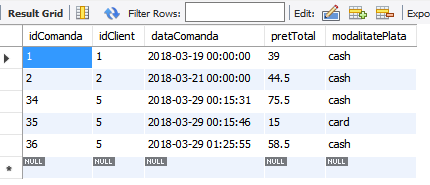 Result Grid Filter Rows: Edit: Expo
idComanda idClient dataComanda pretTotal modalitatePlata
1 1 2018-03-19 00:00:00 39 cash
2 2 2018-03-21 00:00:00 44.5 cash
34 5 2018-03-29 00:15:31 75.5 cash
35 5 2018-03-29 00:15:46 15 card
36 5 2018-03-29 01:25:55 58.5 cash
NULL NULL NULL NULL NULL